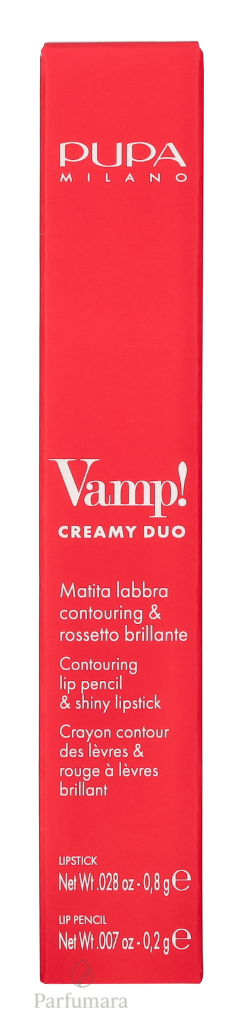 PUPA
MILANO
Vamp!
CREAMY DUO
Matita labbra
contouring &
rossetto brillante
Contouring
lip pencil
& shiny lipstick
Crayon contour
des lèvres &
rouge à lèvres
brillant
LIPSTICK
Net Wt .028 oz - 0,8 g ℮
LIP PENCIL
Net Wt .007 oz - 0,2 g ℮
Parfumara